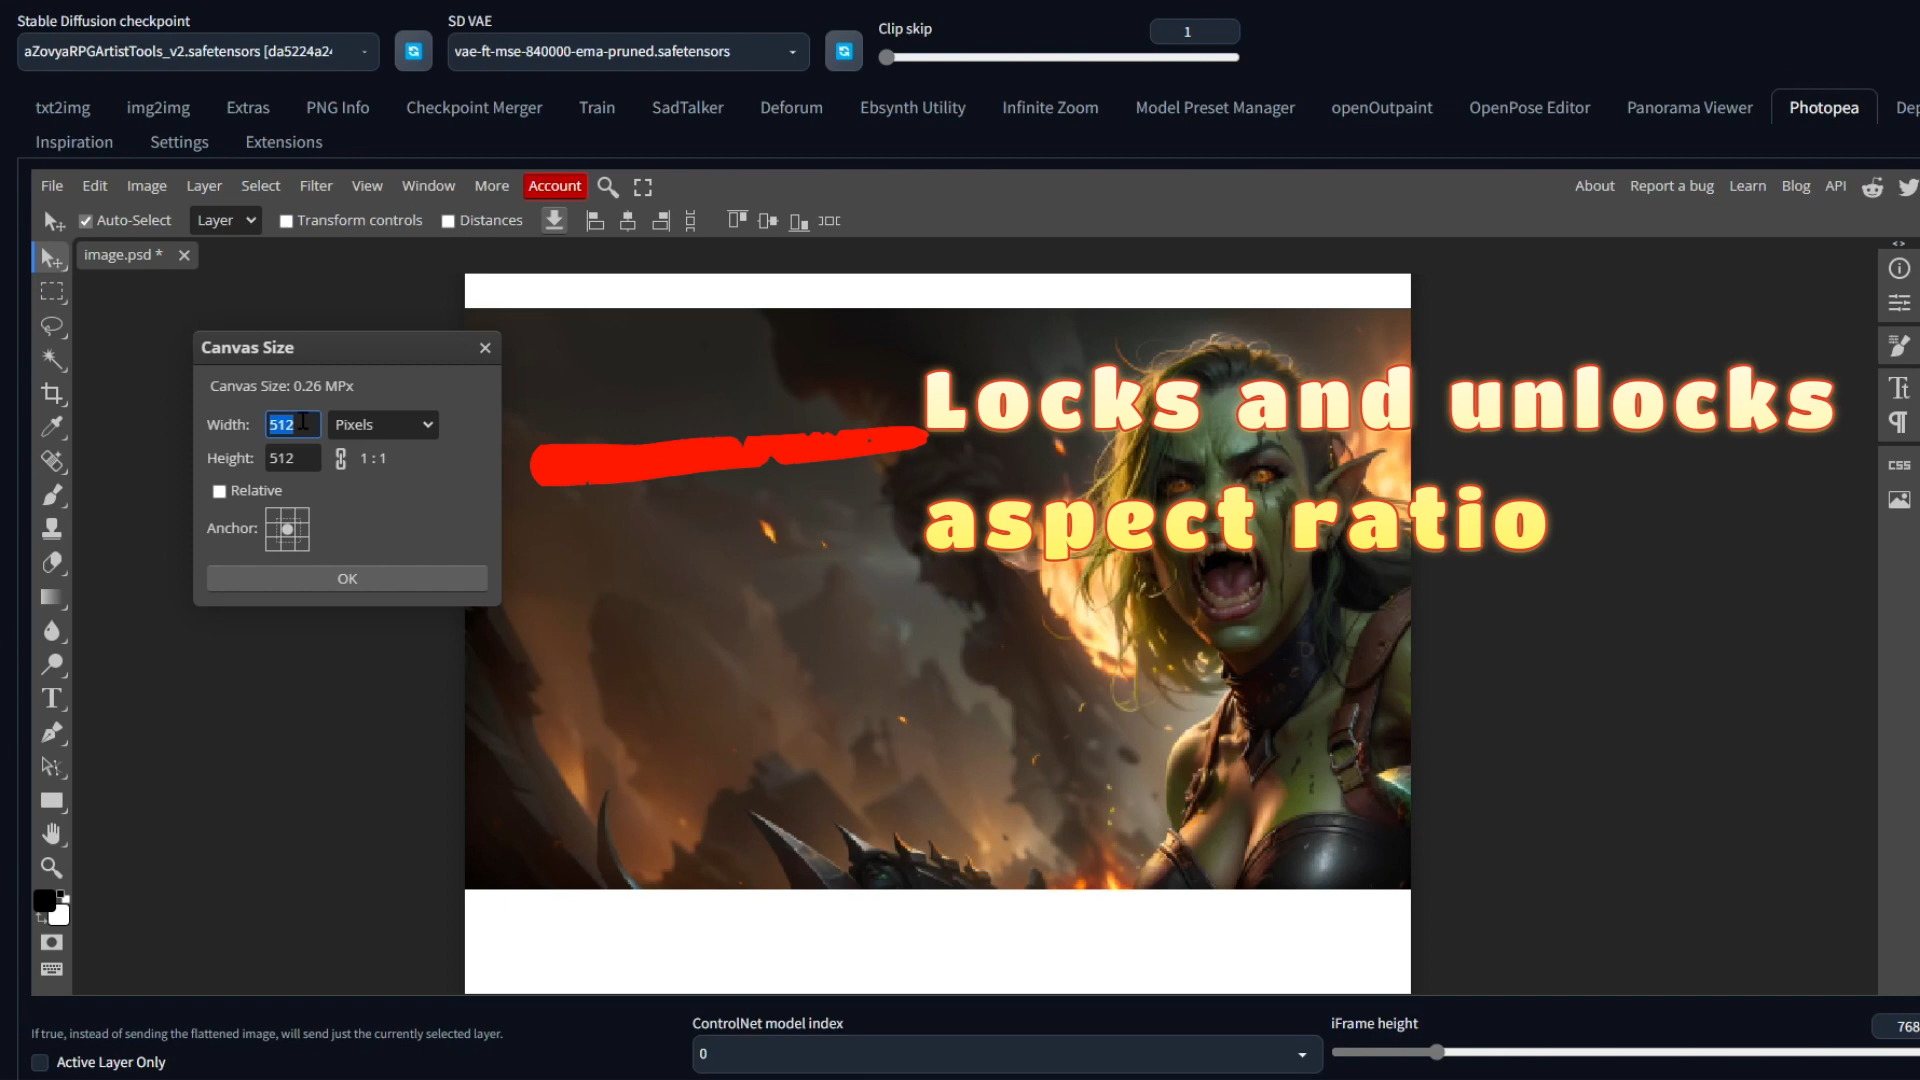 Stable Diffusion checkpoint
aZovyaRPGArtistTools_v2.safetensors [da5224a2
SD VAE
vae-ft-mse-840000-ema-pruned.safetensors
Clip skip
1
txt2img img2img Extras PNG Info Checkpoint Merger Train SadTalker Deforum Ebsynth Utility Infinite Zoom Model Preset Manager openOutpaint OpenPose Editor Panorama Viewer Photopea Dep
Inspiration Settings Extensions
File Edit Image Layer Select Filter View Window More Account About Report a bug Learn Blog API
Auto-Select Layer Transform controls Distances
image.psd *
Canvas Size
Canvas Size: 0.26 MPx
Width: 512 Pixels
Height: 512 1 : 1
Relative
Anchor:
OK
Locks and unlocks
aspect ratio
CSS
If true, instead of sending the flattened image, will send just the currently selected layer.
Active Layer Only
ControlNet model index
0
iFrame height
768